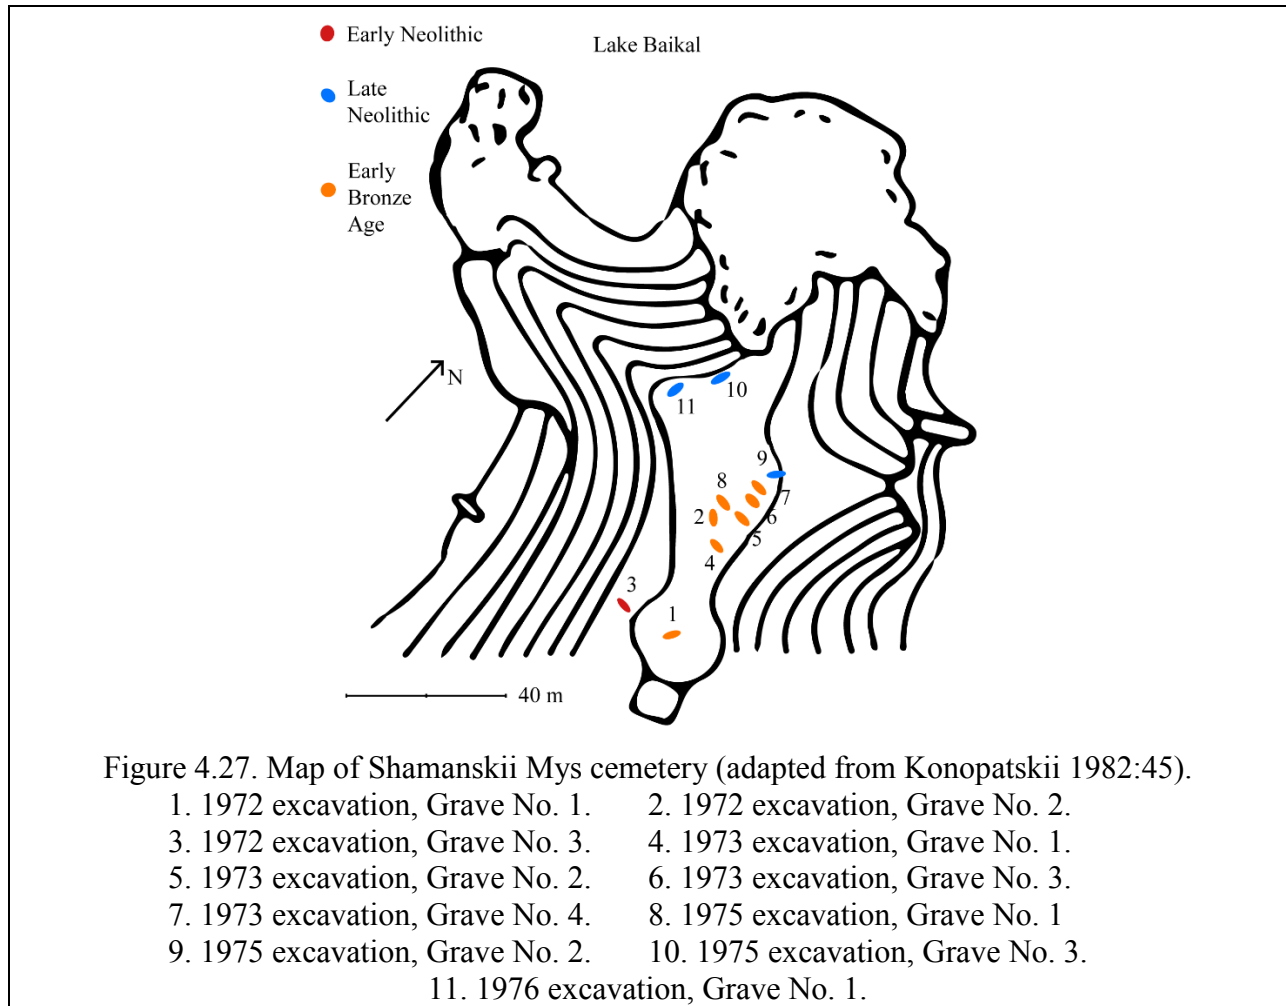 Early Neolithic
Lake Baikal
Late
Neolithic
Early
Bronze
Age
N
11
10
9
8
7
2
6
5
4
3
1
40 m
Figure 4.27. Map of Shamanskii Mys cemetery (adapted from Konopatskii 1982:45).
1. 1972 excavation, Grave No. 1. 2. 1972 excavation, Grave No. 2.
3. 1972 excavation, Grave No. 3. 4. 1973 excavation, Grave No. 1.
5. 1973 excavation, Grave No. 2. 6. 1973 excavation, Grave No. 3.
7. 1973 excavation, Grave No. 4. 8. 1975 excavation, Grave No. 1
9. 1975 excavation, Grave No. 2. 10. 1975 excavation, Grave No. 3.
11. 1976 excavation, Grave No. 1.